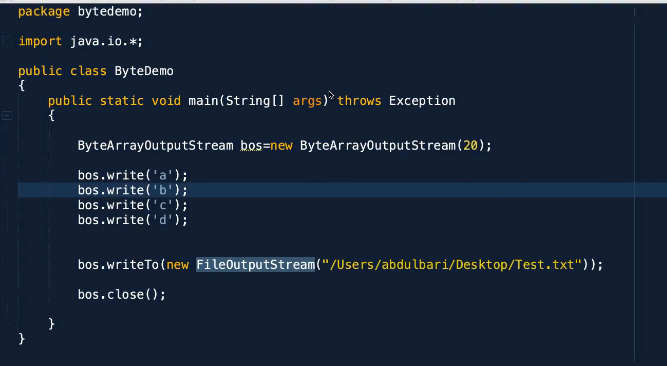 package bytedemo;
import java.io.*;
public class ByteDemo
{
public static void main(String[] args) throws Exception
{
ByteArrayOutputStream bos=new ByteArrayOutputStream(20);
bos.write('a');
bos.write('b');
bos.write('c');
bos.write('d');
bos.writeTo(new FileOutputStream("/Users/abdulbari/Desktop/Test.txt"));
bos.close();
}
}